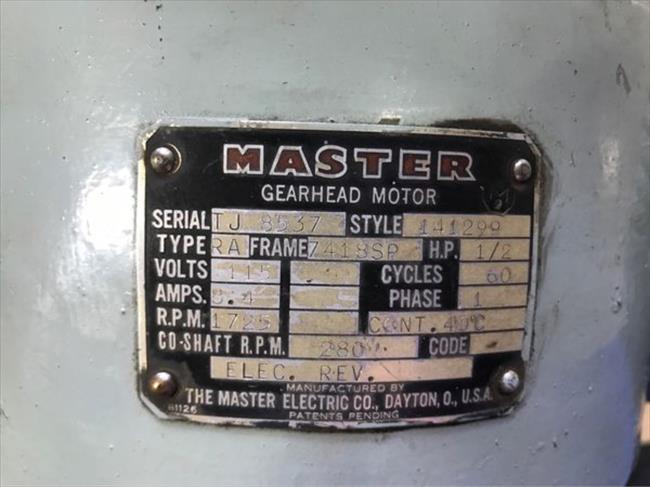 MASTER
GEARHEAD MOTOR
SERIAL TJ 8537 STYLE 141299
TYPE RA FRAME 7418SP H.P. 1/2
VOLTS 115 CYCLES 60
AMPS. 8.4 PHASE 1
R.P.M. 1725 CONT. 40°C
CO-SHAFT R.P.M. 280 CODE
ELEC. REV.
MANUFACTURED BY
THE MASTER ELECTRIC CO., DAYTON, O., U.S.A.
PATENTS PENDING